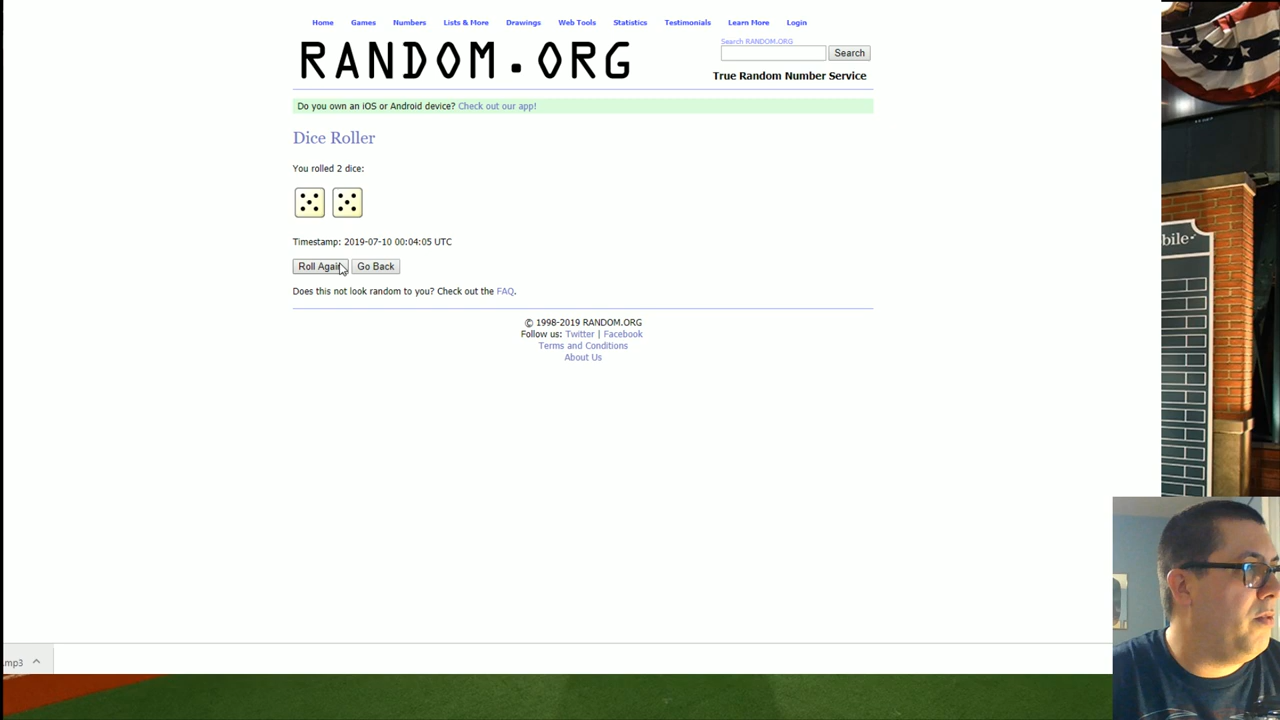 Home Games Numbers Lists & More Drawings Web Tools Statistics Testimonials Learn More Login
RANDOM.ORG
Search RANDOM.ORG
Search
True Random Number Service
Do you own an iOS or Android device? Check out our app!
Dice Roller
You rolled 2 dice:
Timestamp: 2019-07-10 00:04:05 UTC
Roll Again Go Back
Does this not look random to you? Check out the FAQ.
© 1998-2019 RANDOM.ORG
Follow us: Twitter | Facebook
Terms and Conditions
About Us
.mp3
bile